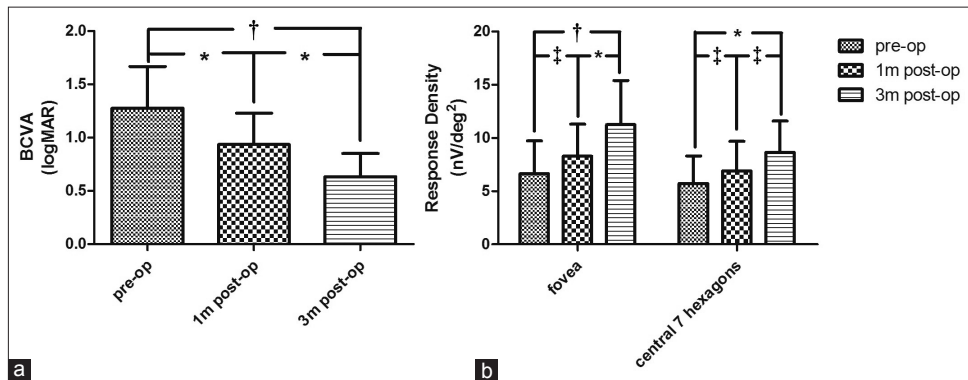 BCVA
(logMAR)
2.0
1.5
1.0
0.5
0.0
†
* *
pre-op
1m post-op
3m post-op
a
Response Density
(nV/deg²)
20
15
10
5
0
† *
‡ * ‡ ‡
fovea
central 7 hexagons
pre-op
1m post-op
3m post-op
b